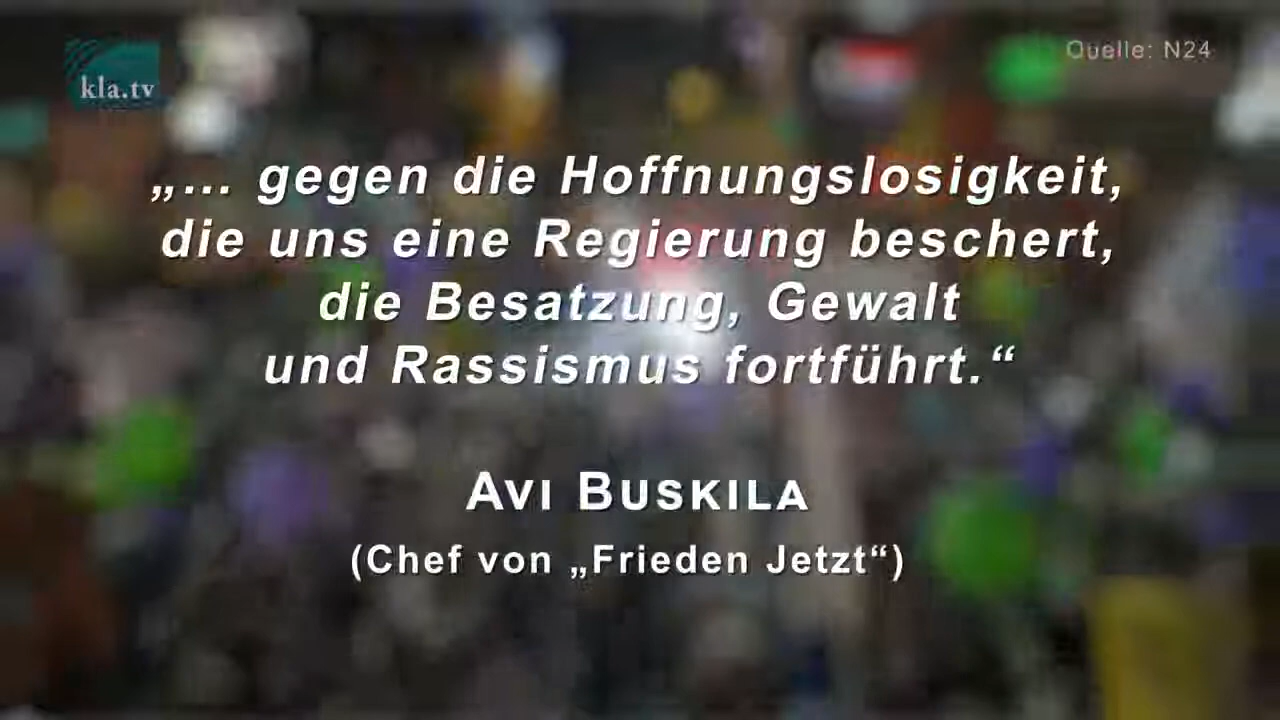 kla.tv
Quelle: N24
„... gegen die Hoffnungslosigkeit,
die uns eine Regierung beschert,
die Besatzung, Gewalt
und Rassismus fortführt.“
Avi Buskila
(Chef von „Frieden Jetzt“)